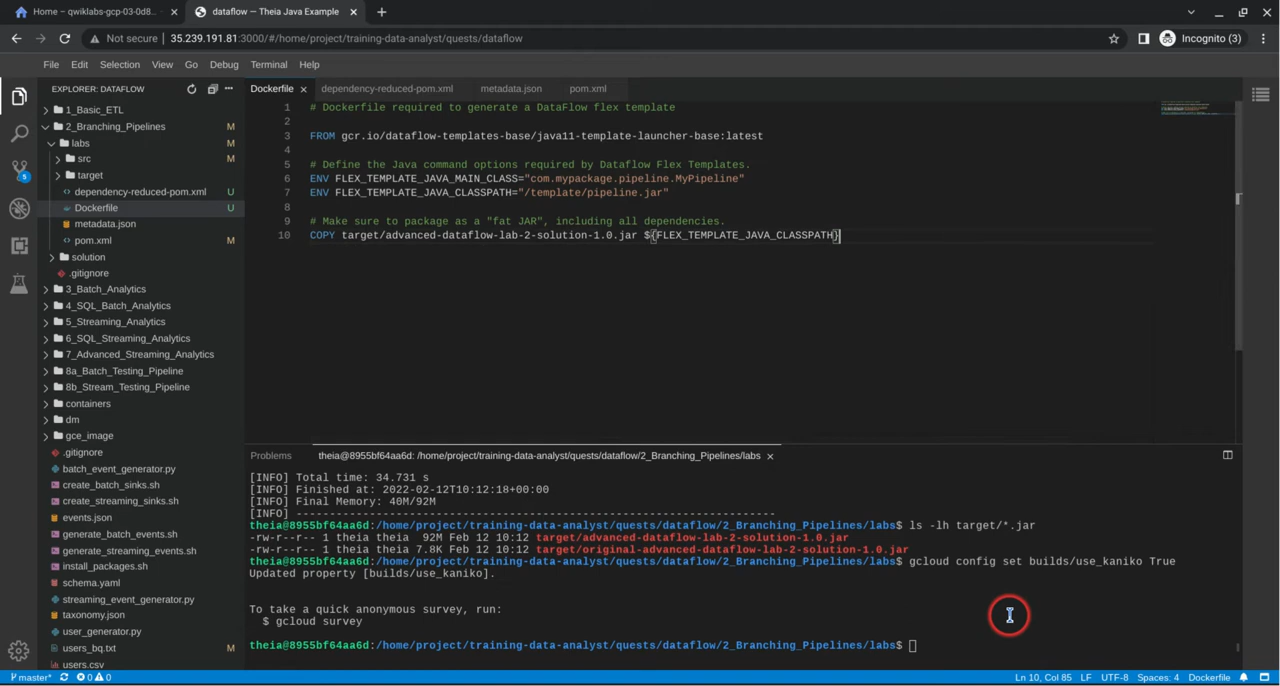 Home – qwiklabs-gcp-03-0d8...
dataflow — Theia Java Example
Not secure | 35.239.191.81:3000/#/home/project/training-data-analyst/quests/dataflow
Incognito (3)
File Edit Selection View Go Debug Terminal Help
EXPLORER: DATAFLOW
1_Basic_ETL
2_Branching_Pipelines M
labs M
src M
target
dependency-reduced-pom.xml U
Dockerfile U
metadata.json
pom.xml M
solution
.gitignore
3_Batch_Analytics
4_SQL_Batch_Analytics
5_Streaming_Analytics
6_SQL_Streaming_Analytics
7_Advanced_Streaming_Analytics
8a_Batch_Testing_Pipeline
8b_Stream_Testing_Pipeline
containers
dm
gce_image
.gitignore
batch_event_generator.py
create_batch_sinks.sh
create_streaming_sinks.sh
events.json
generate_batch_events.sh
generate_streaming_events.sh
install_packages.sh
schema.yaml
streaming_event_generator.py
taxonomy.json
user_generator.py
users_bq.txt M
users.csv
5
Dockerfile dependency-reduced-pom.xml metadata.json pom.xml
1 # Dockerfile required to generate a DataFlow flex template
2
3 FROM gcr.io/dataflow-templates-base/java11-template-launcher-base:latest
4
5 # Define the Java command options required by Dataflow Flex Templates.
6 ENV FLEX_TEMPLATE_JAVA_MAIN_CLASS="com.mypackage.pipeline.MyPipeline"
7 ENV FLEX_TEMPLATE_JAVA_CLASSPATH="/template/pipeline.jar"
8
9 # Make sure to package as a "fat JAR", including all dependencies.
10 COPY target/advanced-dataflow-lab-2-solution-1.0.jar ${FLEX_TEMPLATE_JAVA_CLASSPATH}
Problems theia@8955bf64aa6d: /home/project/training-data-analyst/quests/dataflow/2_Branching_Pipelines/labs
[INFO] Total time: 34.731 s
[INFO] Finished at: 2022-02-12T10:12:18+00:00
[INFO] Final Memory: 40M/92M
[INFO] ------------------------------------------------------------------------
theia@8955bf64aa6d:/home/project/training-data-analyst/quests/dataflow/2_Branching_Pipelines/labs$ ls -lh target/*.jar
-rw-r--r-- 1 theia theia 92M Feb 12 10:12 target/advanced-dataflow-lab-2-solution-1.0.jar
-rw-r--r-- 1 theia theia 7.8K Feb 12 10:12 target/original-advanced-dataflow-lab-2-solution-1.0.jar
theia@8955bf64aa6d:/home/project/training-data-analyst/quests/dataflow/2_Branching_Pipelines/labs$ gcloud config set builds/use_kaniko True
Updated property [builds/use_kaniko].
To take a quick anonymous survey, run:
$ gcloud survey
theia@8955bf64aa6d:/home/project/training-data-analyst/quests/dataflow/2_Branching_Pipelines/labs$
master* 0 0 Ln 10, Col 85 LF UTF-8 Spaces: 4 Dockerfile